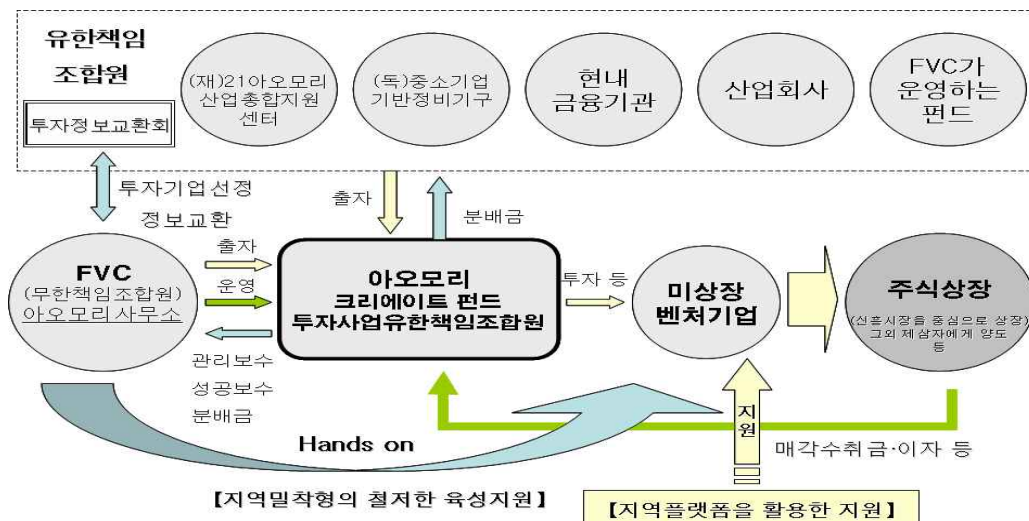 유한책임
조합원
투자정보교환회
(재)21아오모리
산업총합지원
센터
(독)중소기업
기반정비기구
현내
금융기관
산업회사
FVC가
운영하는
펀드
투자기업선정
정보교환
출자
분배금
FVC
(무한책임조합원)
아오모리사무소
출자
운영
관리보수
성공보수
분배금
아오모리
크리에이트 펀드
투자사업유한책임조합원
투자 등
미상장
벤처기업
주식상장
(신흥시장을 중심으로 상장)
그외 제삼자에게 양도
등
지원
매각수취금·이자 등
Hands on
【지역밀착형의 철저한 육성지원】
【지역플랫폼을 활용한 지원】